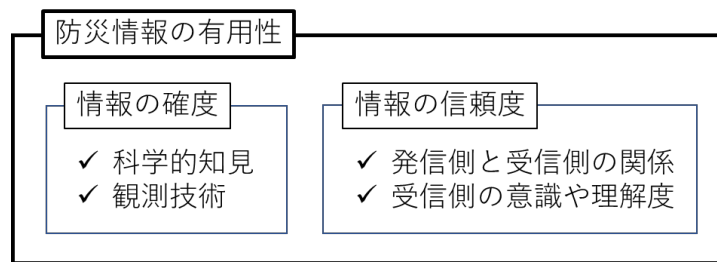 防災情報の有用性
情報の確度
✓ 科学的知見
✓ 観測技術
情報の信頼度
✓ 発信側と受信側の関係
✓ 受信側の意識や理解度